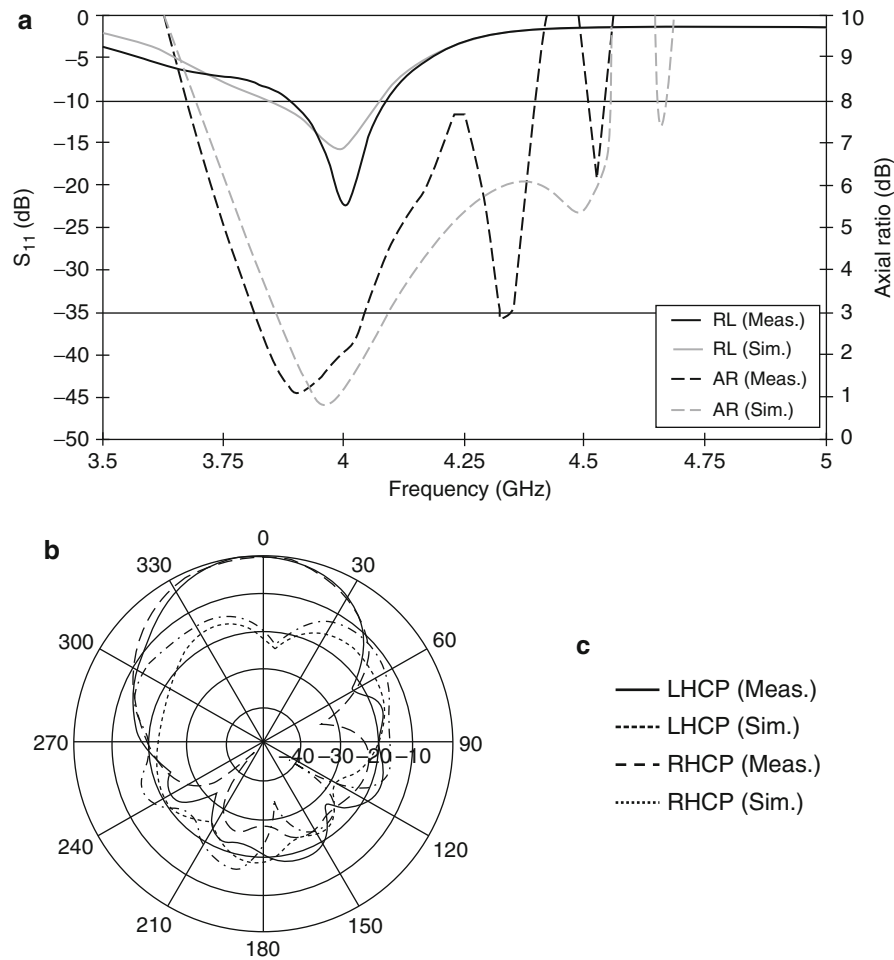 a
S11 (dB)
0
−5
−10
−15
−20
−25
−30
−35
−40
−45
−50
10
9
8
7
6
5
4
3
2
1
0
Axial ratio (dB)
RL (Meas.)
RL (Sim.)
AR (Meas.)
AR (Sim.)
3.5 3.75 4 4.25 4.5 4.75 5
Frequency (GHz)
b
0
30
60
90
120
150
180
210
240
270
300
330
−40 −30 −20 −10
c
LHCP (Meas.)
LHCP (Sim.)
RHCP (Meas.)
RHCP (Sim.)